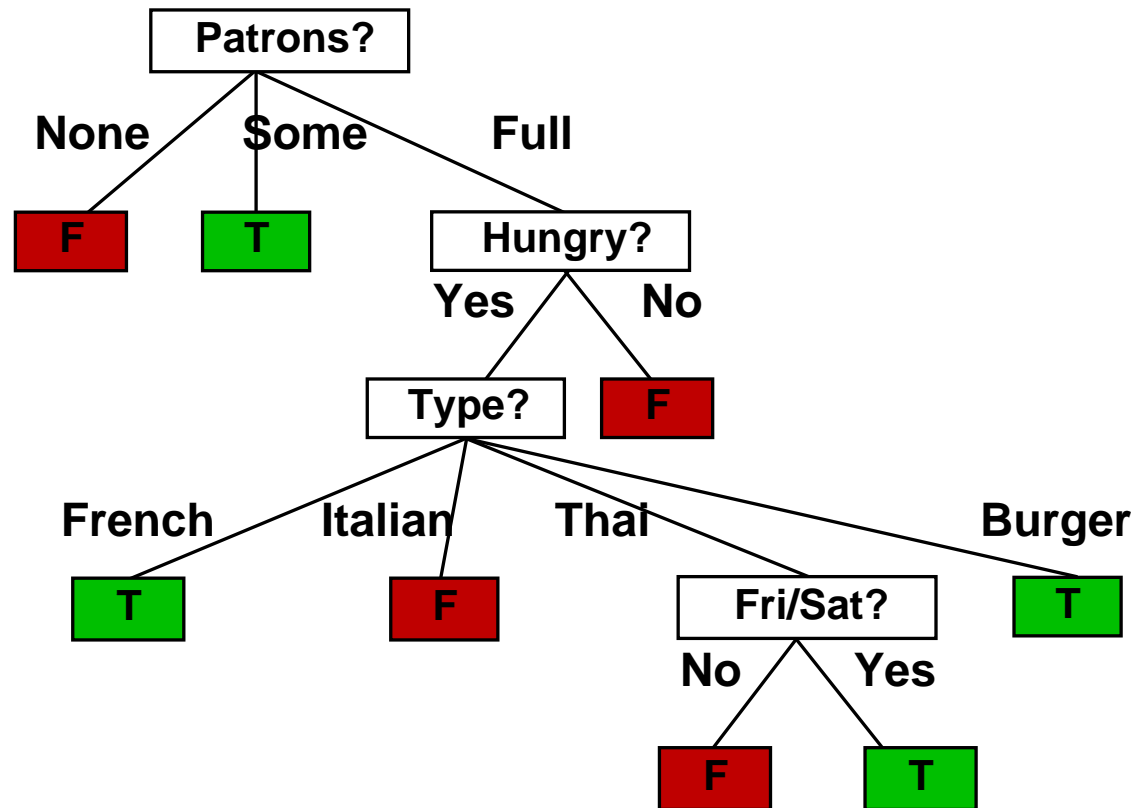 Patrons?
None Some Full
F T Hungry?
Yes No
Type? F
French Italian Thai Burger
T F Fri/Sat? T
No Yes
F T